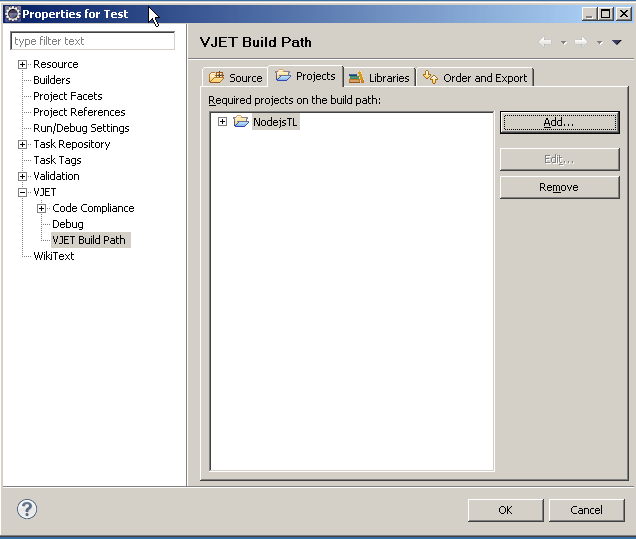 Properties for Test
type filter text
Resource
Builders
Project Facets
Project References
Run/Debug Settings
Task Repository
Task Tags
Validation
VJET
Code Compliance
Debug
VJET Build Path
WikiText
VJET Build Path
Source Projects Libraries Order and Export
Required projects on the build path:
NodejsTL
Add...
Edit...
Remove
?
OK Cancel